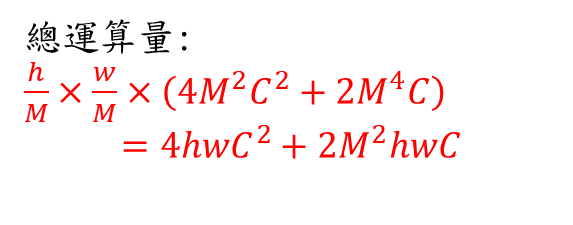 總運算量:
h/M × w/M × (4M²C² + 2M⁴C)
= 4hwC² + 2M²hwC